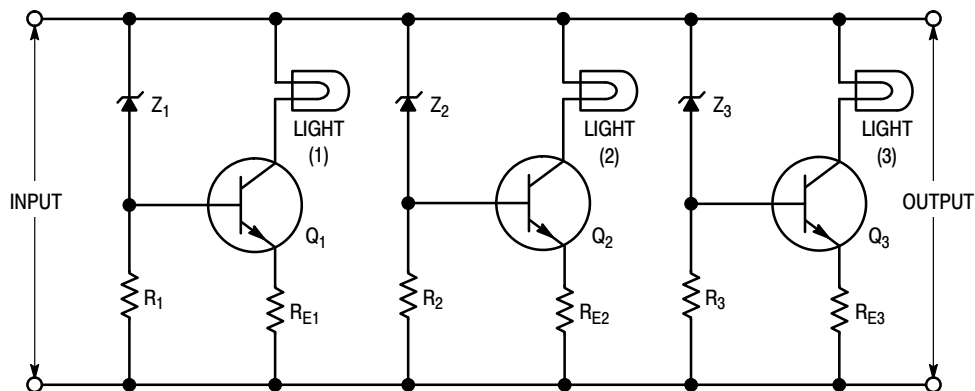 Z1
LIGHT
(1)
Z2
LIGHT
(2)
Z3
LIGHT
(3)
INPUT
OUTPUT
Q1
Q2
Q3
R1
RE1
R2
RE2
R3
RE3